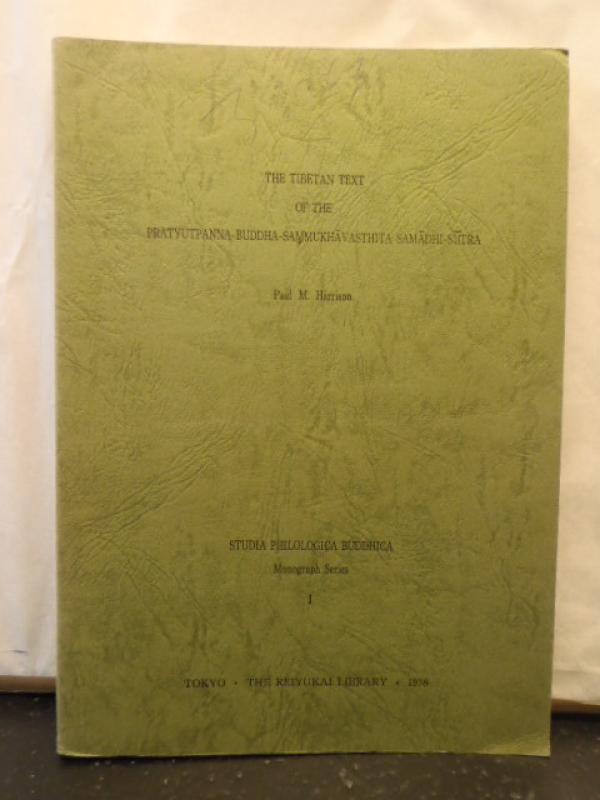 THE TIBETAN TEXT
OF THE
PRATYUTPANNA-BUDDHA-SAṂMUKHĀVASTHITA-SAMĀDHI-SŪTRA
Paul M. Harrison
STUDIA PHILOLOGICA BUDDHICA
Monograph Series
I
TOKYO · THE REIYUKAI LIBRARY · 1978